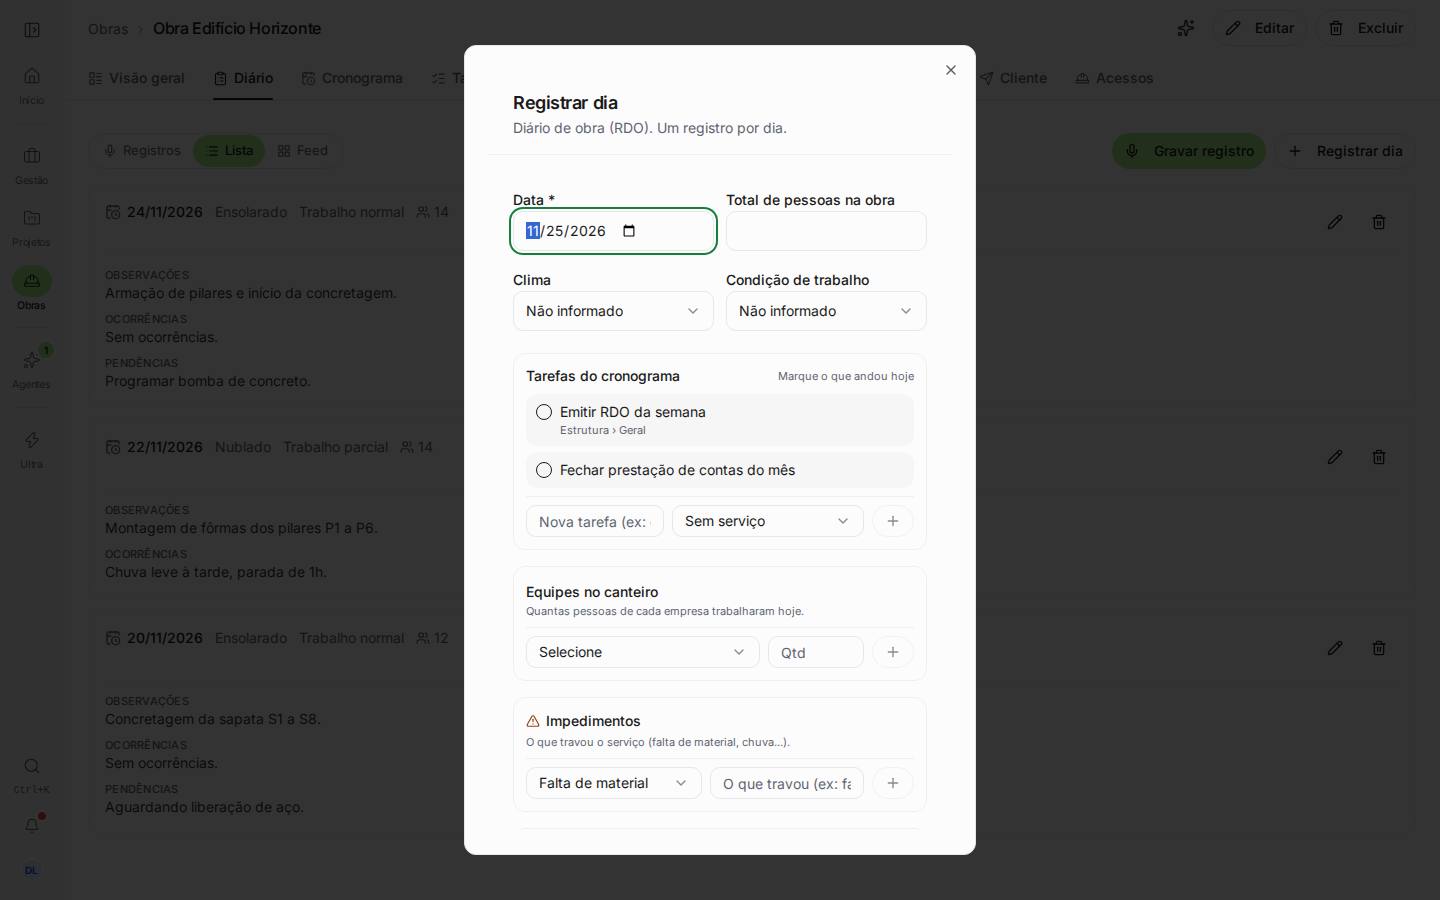 Obras › Obra Edifício Horizonte
Editar
Excluir
Visão geral
Diário
Cronograma
Cliente
Acessos
Início
Gestão
Projetos
Obras
1
Agentes
Ultra
Ctrl+K
DL
Registros
Lista
Feed
Gravar registro
Registrar dia
24/11/2026 Ensolarado Trabalho normal 14
OBSERVAÇÕES
Armação de pilares e início da concretagem.
OCORRÊNCIAS
Sem ocorrências.
PENDÊNCIAS
Programar bomba de concreto.
22/11/2026 Nublado Trabalho parcial 14
OBSERVAÇÕES
Montagem de fôrmas dos pilares P1 a P6.
OCORRÊNCIAS
Chuva leve à tarde, parada de 1h.
20/11/2026 Ensolarado Trabalho normal 12
OBSERVAÇÕES
Concretagem da sapata S1 a S8.
OCORRÊNCIAS
Sem ocorrências.
PENDÊNCIAS
Aguardando liberação de aço.
Registrar dia
Diário de obra (RDO). Um registro por dia.
Data *
11/25/2026
Total de pessoas na obra
Clima
Não informado
Condição de trabalho
Não informado
Tarefas do cronograma
Marque o que andou hoje
Emitir RDO da semana
Estrutura › Geral
Fechar prestação de contas do mês
Nova tarefa (ex:
Sem serviço
Equipes no canteiro
Quantas pessoas de cada empresa trabalharam hoje.
Selecione
Qtd
Impedimentos
O que travou o serviço (falta de material, chuva...).
Falta de material
O que travou (ex: fa